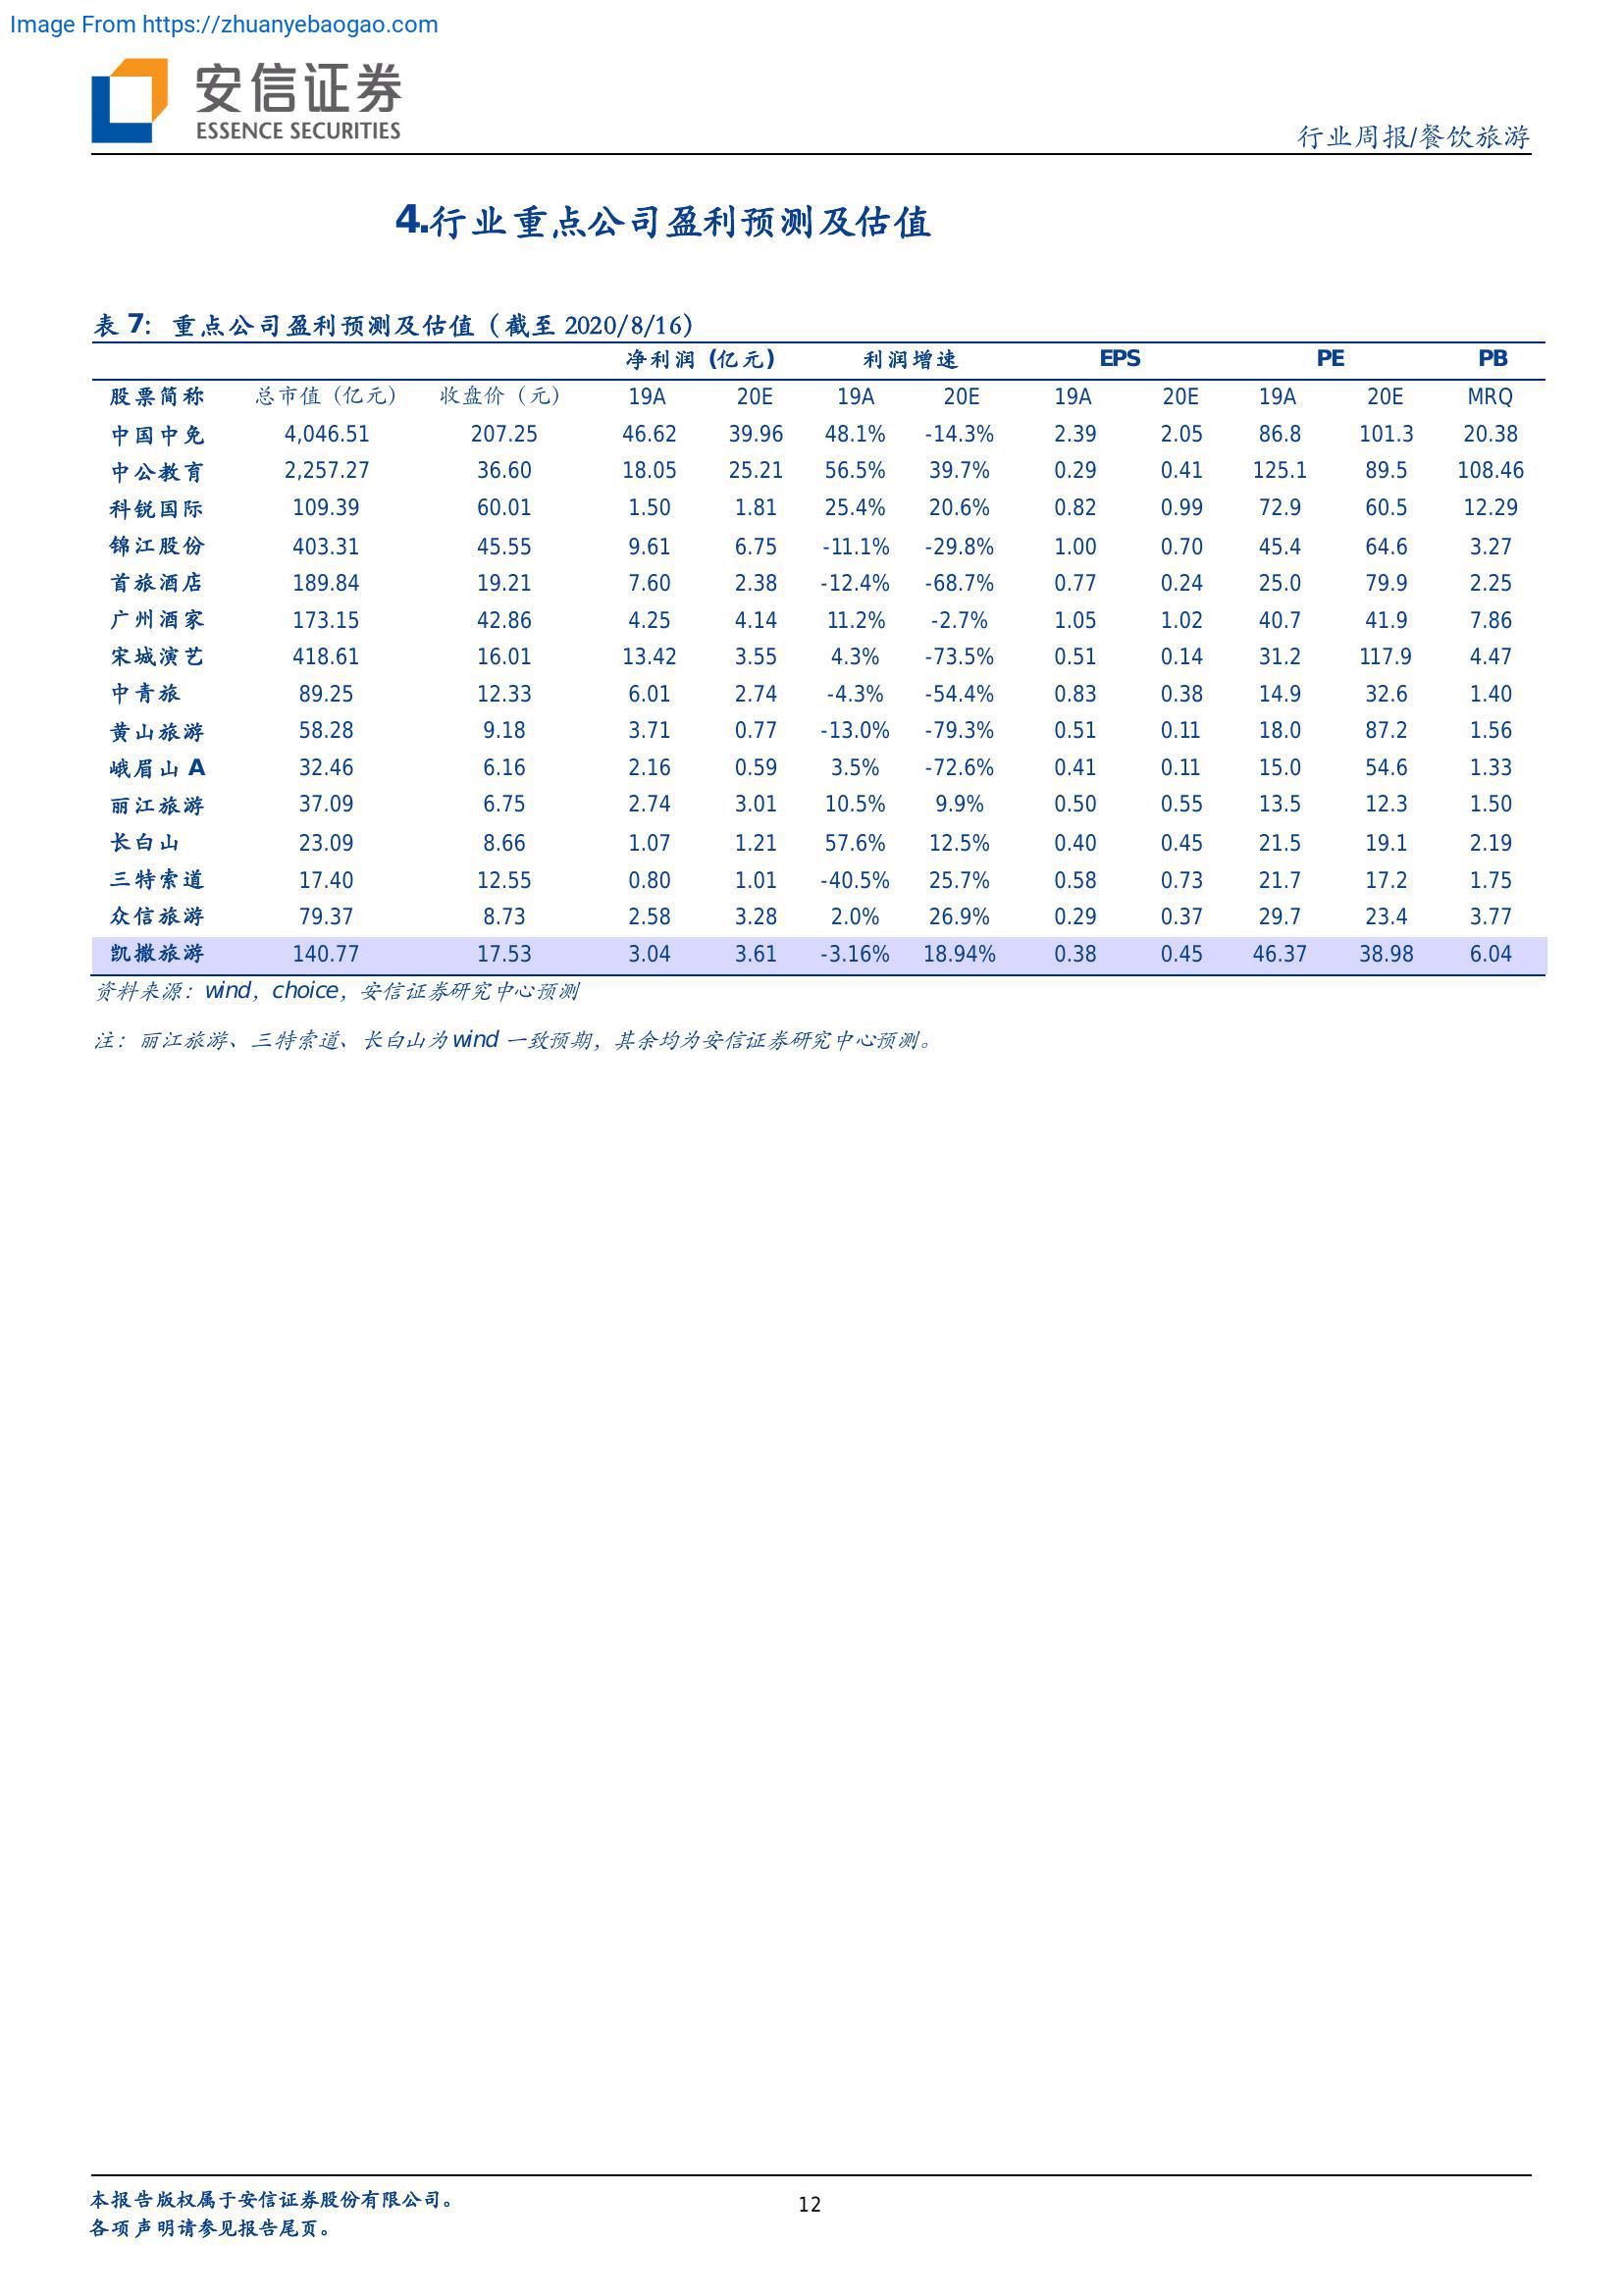 Image From https://zhuanyebaogao.com
安信证券
ESSENCE SECURITIES
行业周报/餐饮旅游
4.行业重点公司盈利预测及估值
表 7: 重点公司盈利预测及估值（截至 2020/8/16）
净利润 (亿元) 利润增速 EPS PE PB
股票简称 总市值（亿元） 收盘价（元） 19A 20E 19A 20E 19A 20E 19A 20E MRQ
中国中免 4,046.51 207.25 46.62 39.96 48.1% -14.3% 2.39 2.05 86.8 101.3 20.38
中公教育 2,257.27 36.60 18.05 25.21 56.5% 39.7% 0.29 0.41 125.1 89.5 108.46
科锐国际 109.39 60.01 1.50 1.81 25.4% 20.6% 0.82 0.99 72.9 60.5 12.29
锦江股份 403.31 45.55 9.61 6.75 -11.1% -29.8% 1.00 0.70 45.4 64.6 3.27
首旅酒店 189.84 19.21 7.60 2.38 -12.4% -68.7% 0.77 0.24 25.0 79.9 2.25
广州酒家 173.15 42.86 4.25 4.14 11.2% -2.7% 1.05 1.02 40.7 41.9 7.86
宋城演艺 418.61 16.01 13.42 3.55 4.3% -73.5% 0.51 0.14 31.2 117.9 4.47
中青旅 89.25 12.33 6.01 2.74 -4.3% -54.4% 0.83 0.38 14.9 32.6 1.40
黄山旅游 58.28 9.18 3.71 0.77 -13.0% -79.3% 0.51 0.11 18.0 87.2 1.56
峨眉山 A 32.46 6.16 2.16 0.59 3.5% -72.6% 0.41 0.11 15.0 54.6 1.33
丽江旅游 37.09 6.75 2.74 3.01 10.5% 9.9% 0.50 0.55 13.5 12.3 1.50
长白山 23.09 8.66 1.07 1.21 57.6% 12.5% 0.40 0.45 21.5 19.1 2.19
三特索道 17.40 12.55 0.80 1.01 -40.5% 25.7% 0.58 0.73 21.7 17.2 1.75
众信旅游 79.37 8.73 2.58 3.28 2.0% 26.9% 0.29 0.37 29.7 23.4 3.77
凯撒旅游 140.77 17.53 3.04 3.61 -3.16% 18.94% 0.38 0.45 46.37 38.98 6.04
资料来源：wind，choice，安信证券研究中心预测
注：丽江旅游、三特索道、长白山为 wind 一致预期，其余均为安信证券研究中心预测。
本报告版权属于安信证券股份有限公司。
12
各项声明请参见报告尾页。